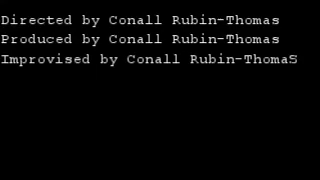 Directed by Conall Rubin-Thomas
Produced by Conall Rubin-Thomas
Improvised by Conall Rubin-ThomaS